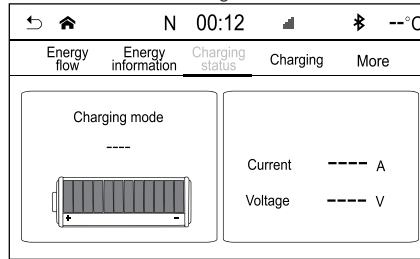 N 00:12 --°C
Energy flow
Energy information
Charging status
Charging
More
Charging mode
----
+ -
Current ---- A
Voltage ---- V